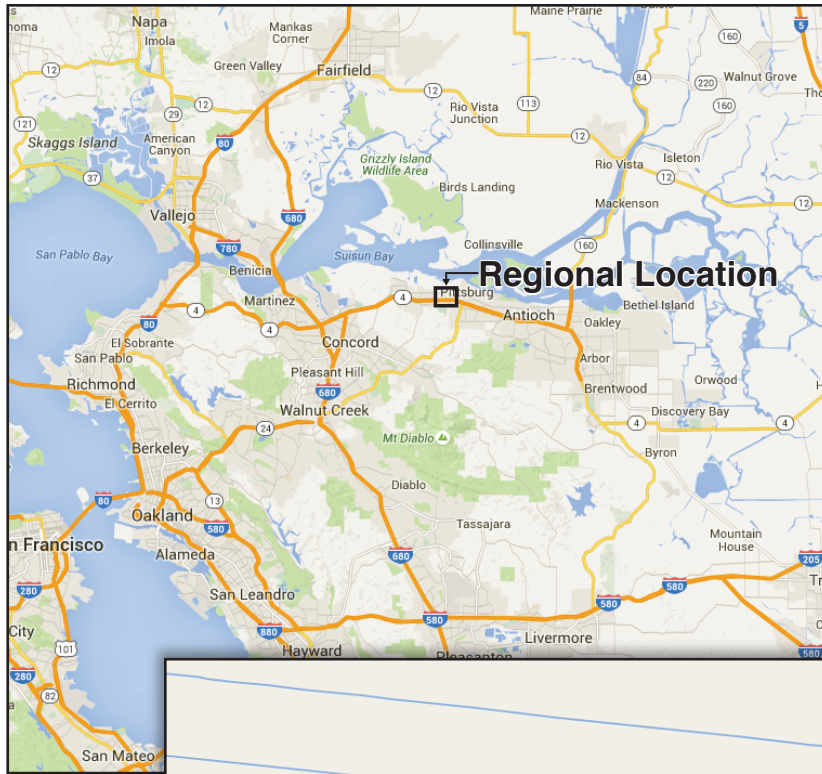 Napa
Imola
Mankas
Corner
Maine Prairie
5
160
Green Valley
12
Fairfield
12
84
220
Walnut Grove
29
12
12
113
Rio Vista
Junction
160
121
American
Canyon
80
12
Skaggs Island
Grizzly Island
Wildlife Area
Rio Vista
Isleton
12
37
Birds Landing
Mackenson
12
Vallejo
680
780
Collinsville
160
San Pablo Bay
Suisun Bay
Benicia
Regional Location
Martinez
4
Pittsburg
Bethel Island
4
4
80
Antioch
Oakley
El Sobrante
Concord
San Pablo
Arbor
Richmond
Pleasant Hill
Orwood
El Cerrito
680
Brentwood
Walnut Creek
Discovery Bay
24
4
4
Berkeley
Mt Diablo
Byron
Diablo
80
13
Oakland
Tassajara
580
Mountain
House
n Francisco
Alameda
680
205
280
San Leandro
580
580
580
880
City
Livermore
101
Hayward
Pleasanton
580
280
82
San Mateo